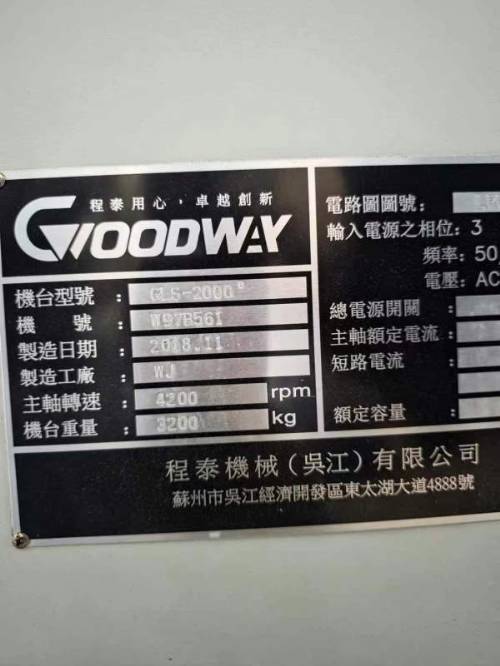 程泰用心，卓越創新
GOODWAY
機台型號：GLS-2000
機號：W97B561
製造日期：2018.11
製造工廠：WJ
主軸轉速：4200 rpm
機台重量：3200 kg
電路圖圖號：
輸入電源之相位：3
頻率：50
電壓：AC
總電源開關：
主軸額定電流：
短路電流：
額定容量：
程泰機械（吳江）有限公司
蘇州市吳江經濟開發區東太湖大道4888號